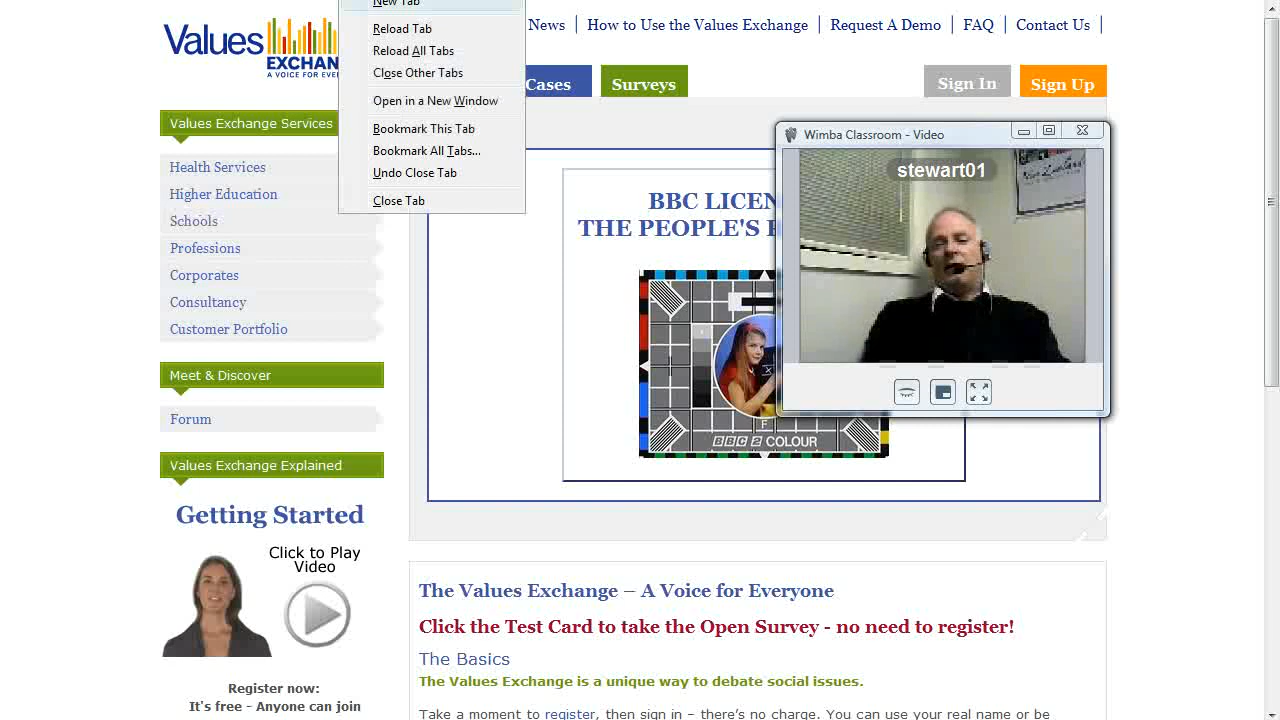 New Tab
Reload Tab
Reload All Tabs
Close Other Tabs
Open in a New Window
Bookmark This Tab
Bookmark All Tabs...
Undo Close Tab
Close Tab
Values
EXCHAN
A VOICE FOR EVER
News
How to Use the Values Exchange
Request A Demo
FAQ
Contact Us
Cases
Surveys
Sign In
Sign Up
Values Exchange Services
Health Services
Higher Education
Schools
Professions
Corporates
Consultancy
Customer Portfolio
Meet & Discover
Forum
Values Exchange Explained
Getting Started
Click to Play
Video
Register now:
It's free - Anyone can join
BBC LICEN
THE PEOPLE'S
F
BBC 2 COLOUR
Wimba Classroom - Video
stewart01
The Values Exchange – A Voice for Everyone
Click the Test Card to take the Open Survey - no need to register!
The Basics
The Values Exchange is a unique way to debate social issues.
Take a moment to register, then sign in – there's no charge. You can use your real name or be